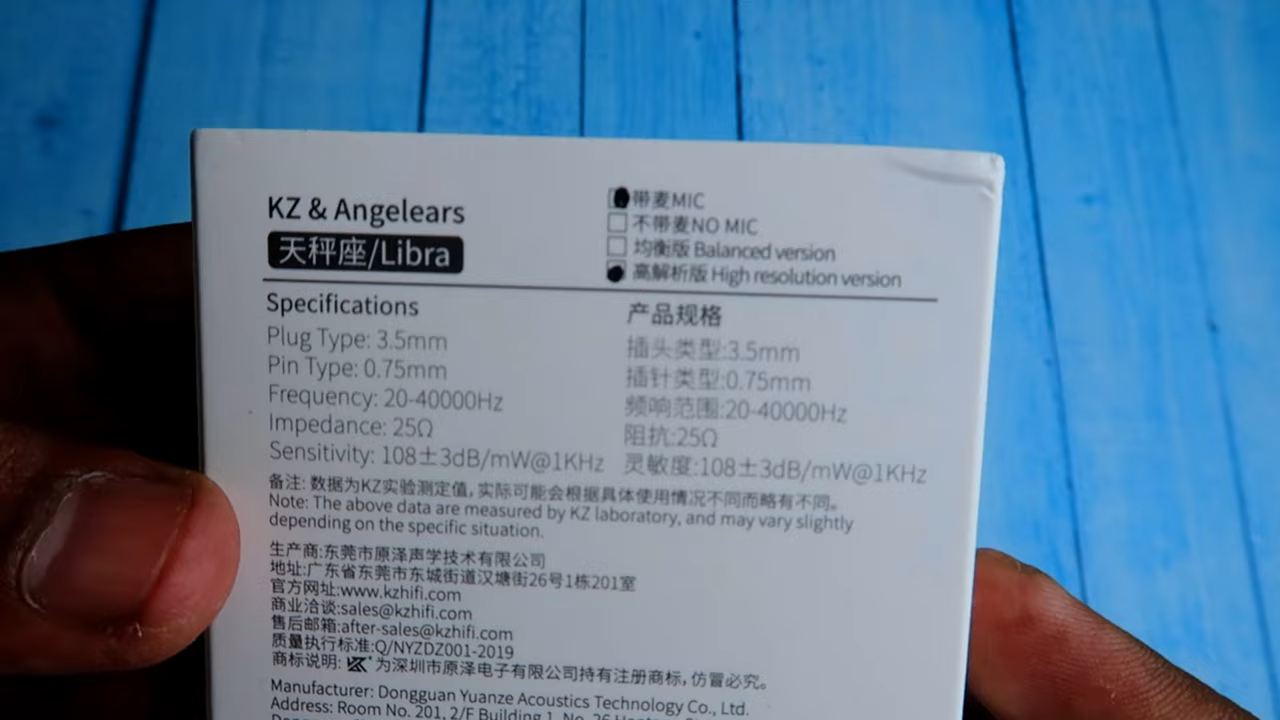 KZ & Angelears
天秤座/Libra
带麦MIC
不带麦NO MIC
均衡版 Balanced version
高解析版 High resolution version
Specifications
Plug Type: 3.5mm
Pin Type: 0.75mm
Frequency: 20-40000Hz
Impedance: 25Ω
Sensitivity: 108±3dB/mW@1KHz
产品规格
插头类型:3.5mm
插针类型:0.75mm
频响范围:20-40000Hz
阻抗:25Ω
灵敏度:108±3dB/mW@1KHz
备注: 数据为KZ实验测定值, 实际可能会根据具体使用情况不同而略有不同。
Note: The above data are measured by KZ laboratory, and may vary slightly
depending on the specific situation.
生产商:东莞市原泽声学技术有限公司
地址:广东省东莞市东城街道汉塘街26号1栋201室
官方网址:www.kzhifi.com
商业洽谈:sales@kzhifi.com
售后邮箱:after-sales@kzhifi.com
质量执行标准:Q/NYZDZ001-2019
商标说明: KZ 为深圳市原泽电子有限公司持有注册商标, 仿冒必究。
Manufacturer: Dongguan Yuanze Acoustics Technology Co., Ltd.
Address: Room No. 201, 2/F Building 1, No. 26